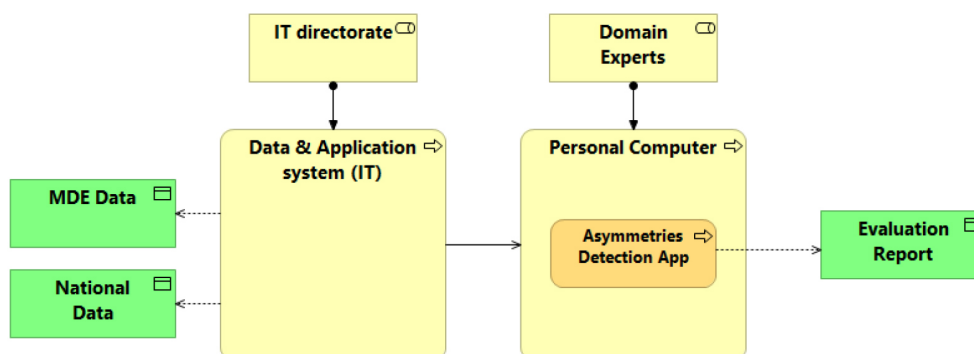 IT directorate
Domain
Experts
Data & Application
system (IT)
Personal Computer
MDE Data
National
Data
Asymmetries
Detection App
Evaluation
Report